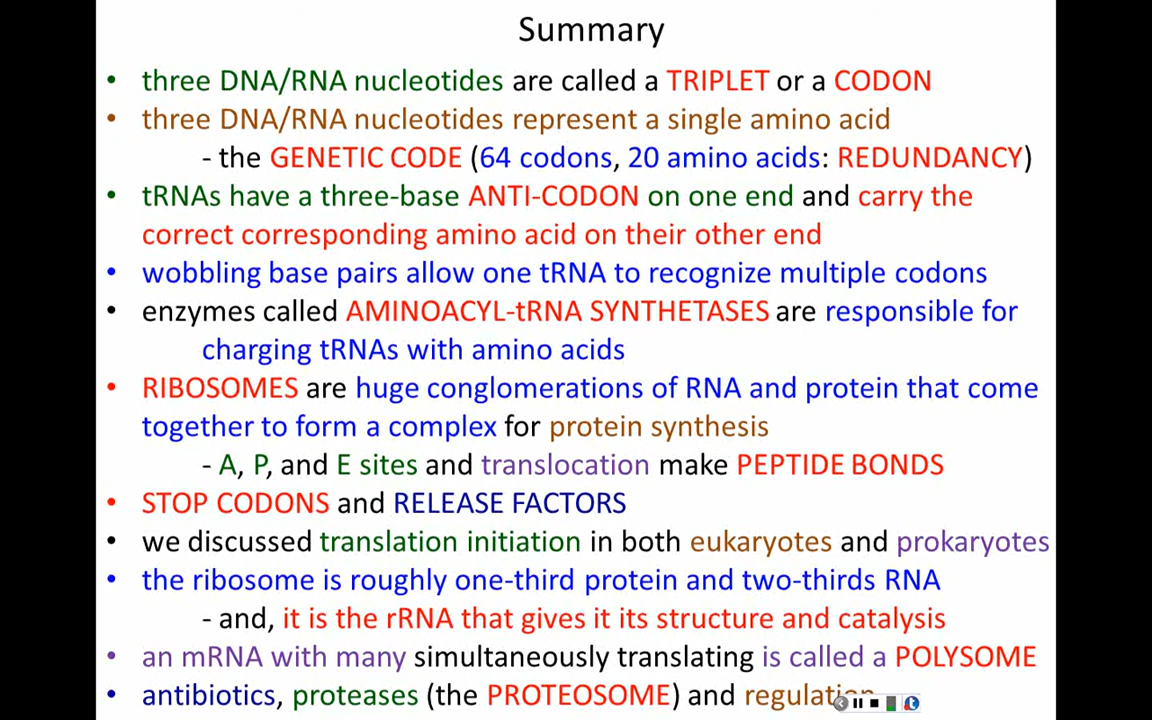 Summary
• three DNA/RNA nucleotides are called a TRIPLET or a CODON
• three DNA/RNA nucleotides represent a single amino acid
- the GENETIC CODE (64 codons, 20 amino acids: REDUNDANCY)
• tRNAs have a three-base ANTI-CODON on one end and carry the
correct corresponding amino acid on their other end
• wobbling base pairs allow one tRNA to recognize multiple codons
• enzymes called AMINOACYL-tRNA SYNTHETASES are responsible for
charging tRNAs with amino acids
• RIBOSOMES are huge conglomerations of RNA and protein that come
together to form a complex for protein synthesis
- A, P, and E sites and translocation make PEPTIDE BONDS
• STOP CODONS and RELEASE FACTORS
• we discussed translation initiation in both eukaryotes and prokaryotes
• the ribosome is roughly one-third protein and two-thirds RNA
- and, it is the rRNA that gives it its structure and catalysis
• an mRNA with many simultaneously translating is called a POLYSOME
• antibiotics, proteases (the PROTEOSOME) and regulation